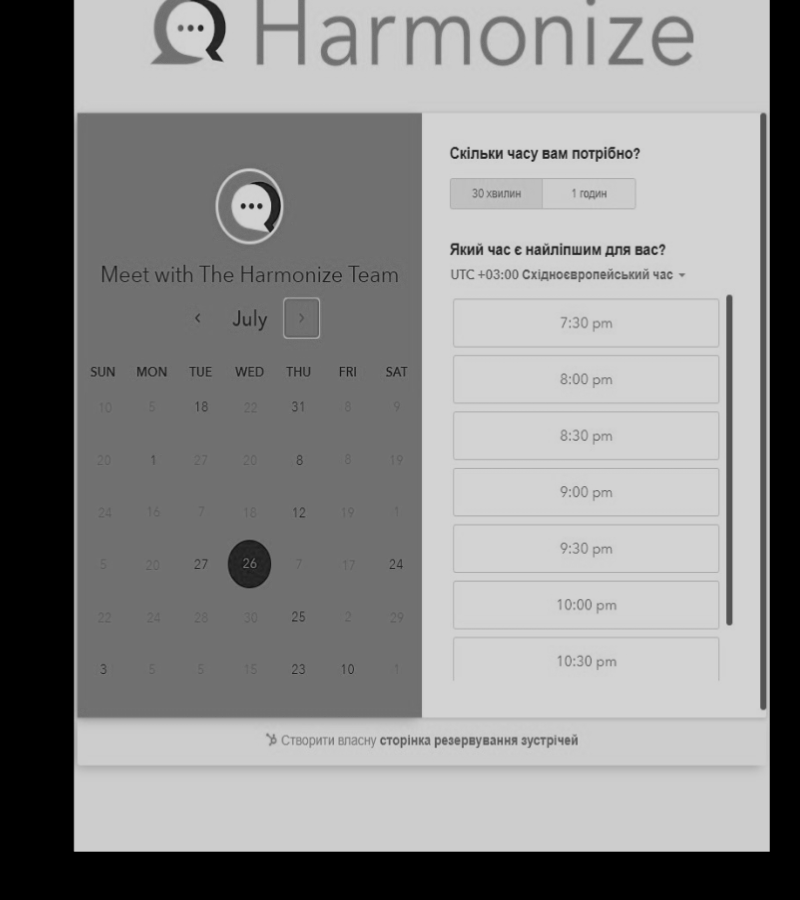 Harmonize
Meet with The Harmonize Team
July
SUN MON TUE WED THU FRI SAT
10 5 18 22 31 8 9
20 1 27 20 8 8 19
24 16 7 18 12 19 1
5 20 27 26 7 17 24
22 24 23 30 25 2 29
3 5 5 15 23 10 1
Скільки часу вам потрібно?
30 хвилин 1 годин
Який час є найліпшим для вас?
UTC +03:00 Східноєвропейський час
7:30 pm
8:00 pm
8:30 pm
9:00 pm
9:30 pm
10:00 pm
10:30 pm
Створити власну сторінка резервування зустрічей